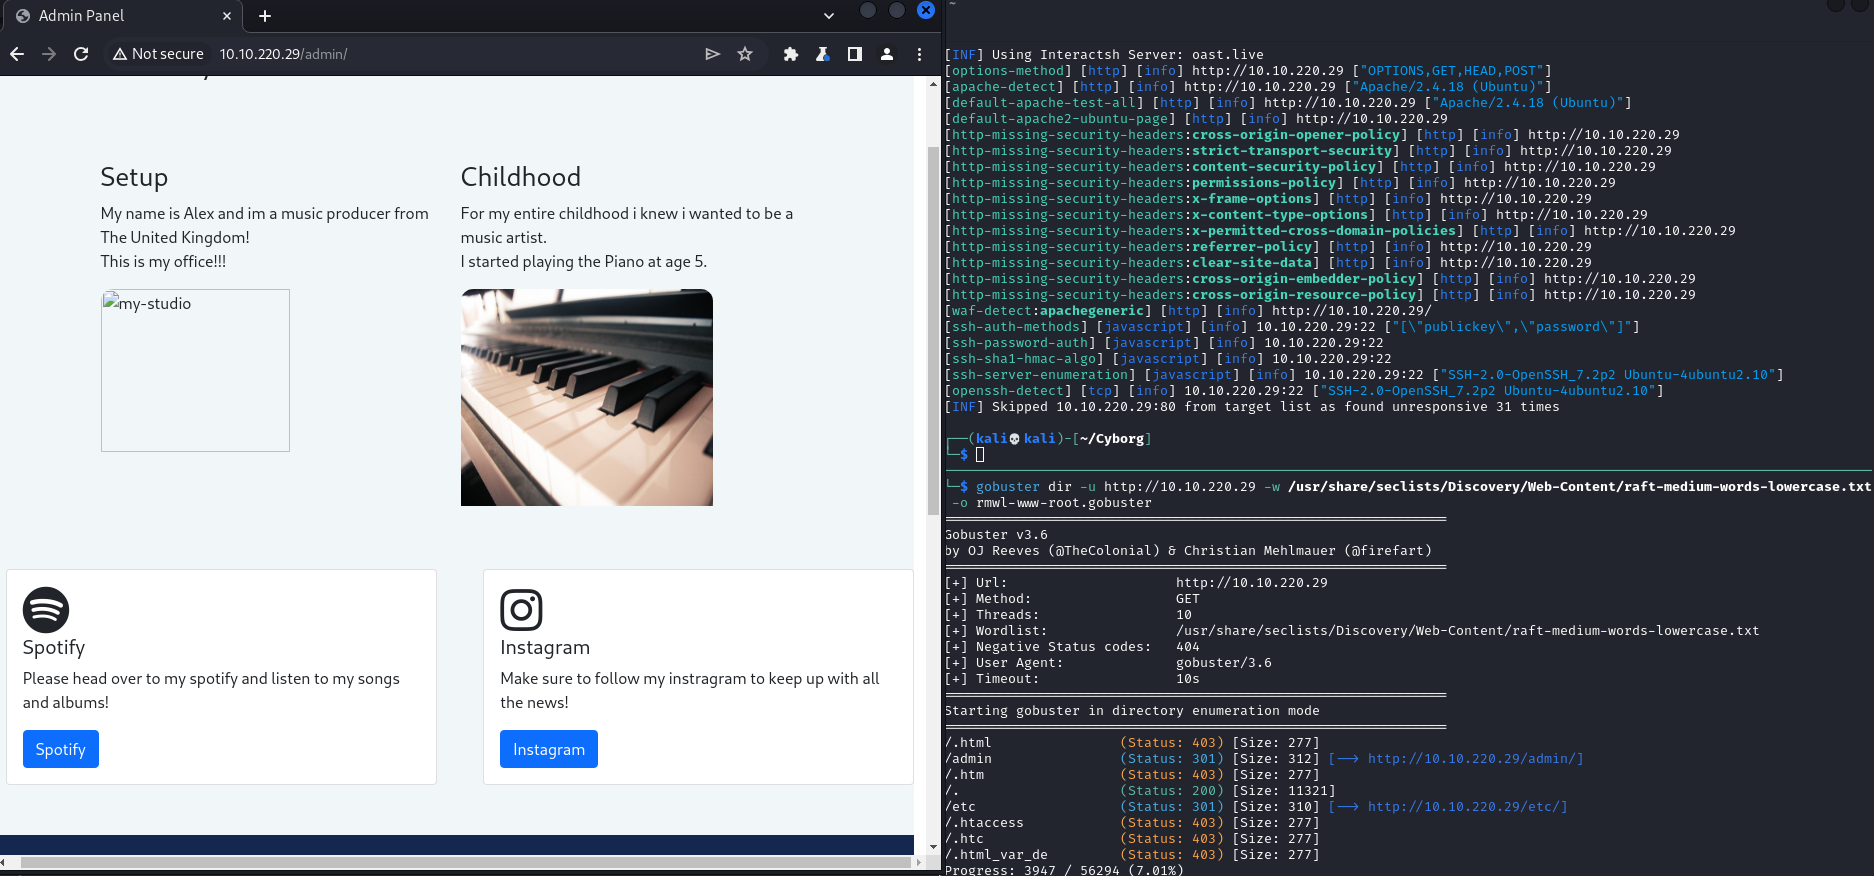 Admin Panel
Not secure 10.10.220.29/admin/
Setup
My name is Alex and im a music producer from
The United Kingdom!
This is my office!!!
my-studio
Childhood
For my entire childhood i knew i wanted to be a
music artist.
I started playing the Piano at age 5.
Spotify
Please head over to my spotify and listen to my songs
and albums!
Spotify
Instagram
Make sure to follow my instragram to keep up with all
the news!
Instagram
~
[INF] Using Interactsh Server: oast.live
[options-method] [http] [info] http://10.10.220.29 ["OPTIONS,GET,HEAD,POST"]
[apache-detect] [http] [info] http://10.10.220.29 ["Apache/2.4.18 (Ubuntu)"]
[default-apache-test-all] [http] [info] http://10.10.220.29 ["Apache/2.4.18 (Ubuntu)"]
[default-apache2-ubuntu-page] [http] [info] http://10.10.220.29
[http-missing-security-headers:cross-origin-opener-policy] [http] [info] http://10.10.220.29
[http-missing-security-headers:strict-transport-security] [http] [info] http://10.10.220.29
[http-missing-security-headers:content-security-policy] [http] [info] http://10.10.220.29
[http-missing-security-headers:permissions-policy] [http] [info] http://10.10.220.29
[http-missing-security-headers:x-frame-options] [http] [info] http://10.10.220.29
[http-missing-security-headers:x-content-type-options] [http] [info] http://10.10.220.29
[http-missing-security-headers:x-permitted-cross-domain-policies] [http] [info] http://10.10.220.29
[http-missing-security-headers:referrer-policy] [http] [info] http://10.10.220.29
[http-missing-security-headers:clear-site-data] [http] [info] http://10.10.220.29
[http-missing-security-headers:cross-origin-embedder-policy] [http] [info] http://10.10.220.29
[http-missing-security-headers:cross-origin-resource-policy] [http] [info] http://10.10.220.29
[waf-detect:apachegeneric] [http] [info] http://10.10.220.29/
[ssh-auth-methods] [javascript] [info] 10.10.220.29:22 ["[\"publickey\",\"password\"]"]
[ssh-password-auth] [javascript] [info] 10.10.220.29:22
[ssh-sha1-hmac-algo] [javascript] [info] 10.10.220.29:22
[ssh-server-enumeration] [javascript] [info] 10.10.220.29:22 ["SSH-2.0-OpenSSH_7.2p2 Ubuntu-4ubuntu2.10"]
[openssh-detect] [tcp] [info] 10.10.220.29:22 ["SSH-2.0-OpenSSH_7.2p2 Ubuntu-4ubuntu2.10"]
[INF] Skipped 10.10.220.29:80 from target list as found unresponsive 31 times
┌──(kali💀kali)-[~/Cyborg]
└─$
└─$ gobuster dir -u http://10.10.220.29 -w /usr/share/seclists/Discovery/Web-Content/raft-medium-words-lowercase.txt
-o rmwl-www-root.gobuster
Gobuster v3.6
by OJ Reeves (@TheColonial) & Christian Mehlmauer (@firefart)
[+] Url: http://10.10.220.29
[+] Method: GET
[+] Threads: 10
[+] Wordlist: /usr/share/seclists/Discovery/Web-Content/raft-medium-words-lowercase.txt
[+] Negative Status codes: 404
[+] User Agent: gobuster/3.6
[+] Timeout: 10s
Starting gobuster in directory enumeration mode
/.html (Status: 403) [Size: 277]
/admin (Status: 301) [Size: 312] [--> http://10.10.220.29/admin/]
/.htm (Status: 403) [Size: 277]
/. (Status: 200) [Size: 11321]
/etc (Status: 301) [Size: 310] [--> http://10.10.220.29/etc/]
/.htaccess (Status: 403) [Size: 277]
/.htc (Status: 403) [Size: 277]
/.html_var_de (Status: 403) [Size: 277]
Progress: 3947 / 56294 (7.01%)